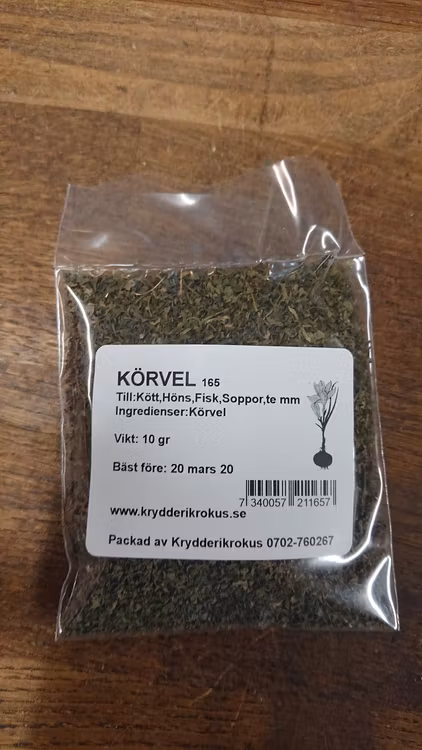 KÖRVEL 165
Till:Kött,Höns,Fisk,Soppor,te mm
Ingredienser:Körvel
Vikt: 10 gr
Bäst före: 20 mars 20
7 340057 211657
www.krydderikrokus.se
Packad av Krydderikrokus 0702-760267